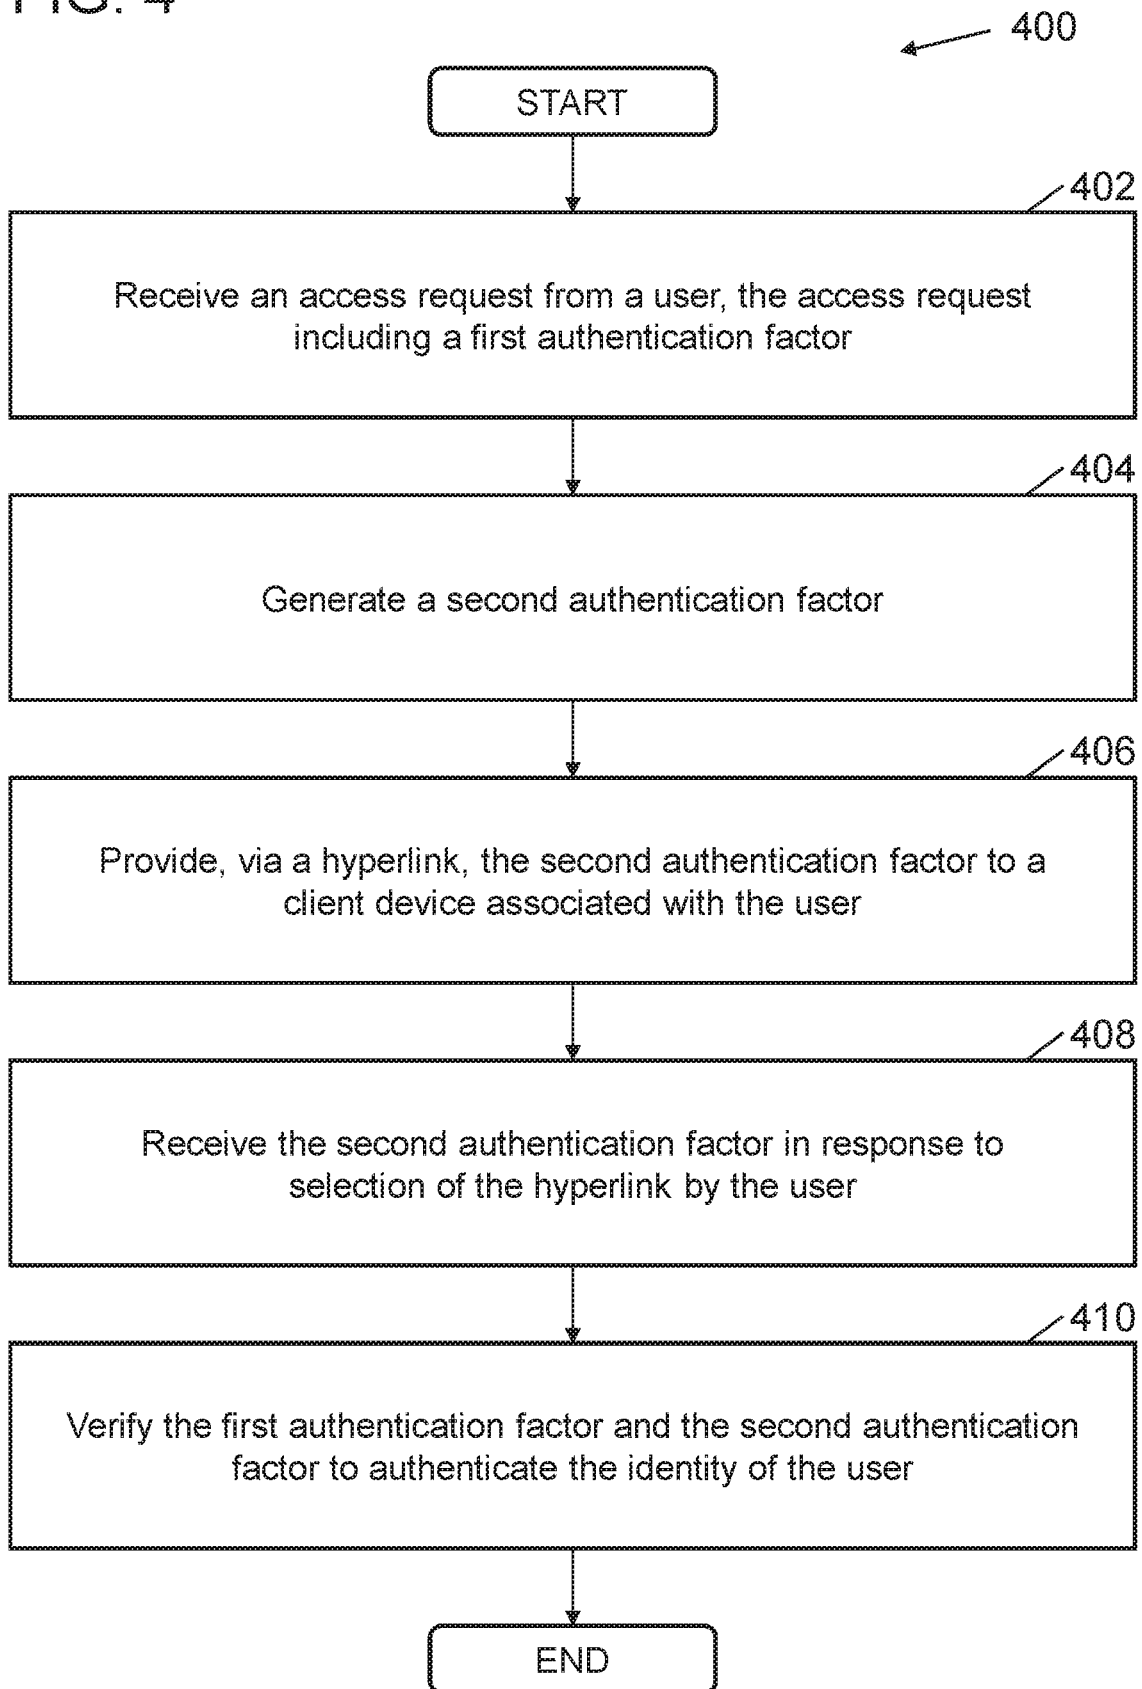 FIG. 4
400
START
402
Receive an access request from a user, the access request
including a first authentication factor
404
Generate a second authentication factor
406
Provide, via a hyperlink, the second authentication factor to a
client device associated with the user
408
Receive the second authentication factor in response to
selection of the hyperlink by the user
410
Verify the first authentication factor and the second authentication
factor to authenticate the identity of the user
END